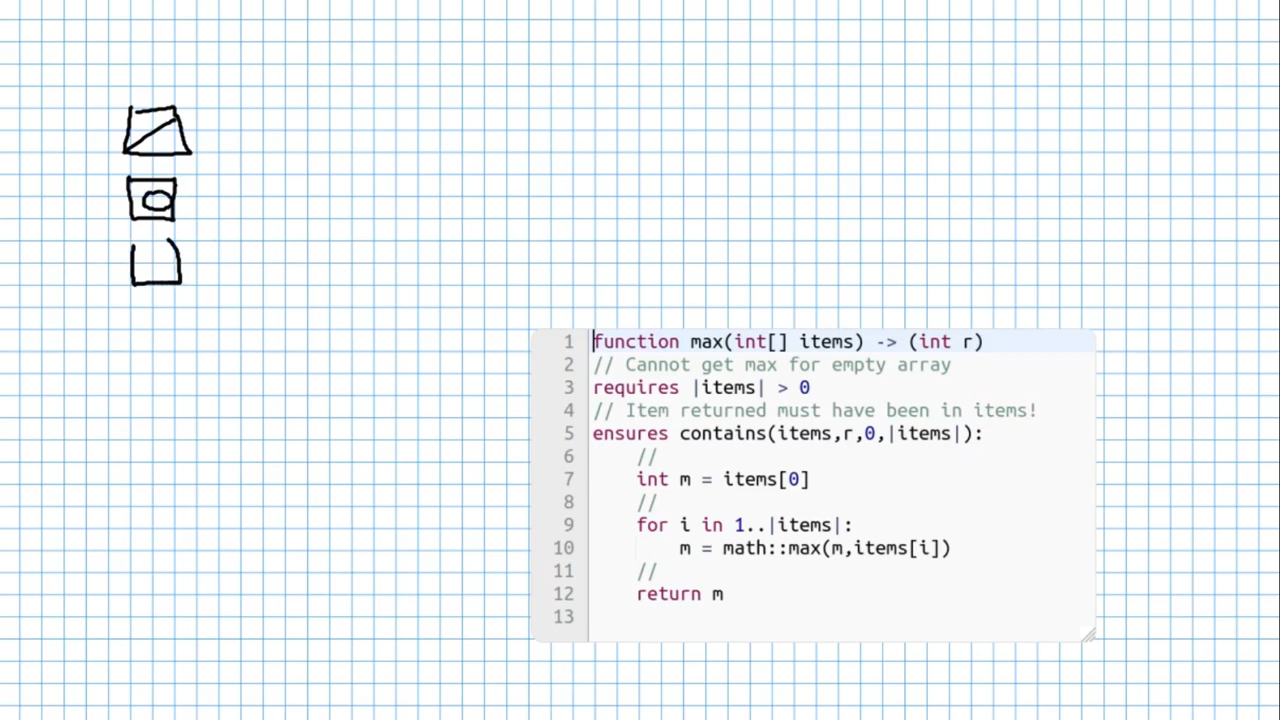 1 function max(int[] items) -> (int r)
2 // Cannot get max for empty array
3 requires |items| > 0
4 // Item returned must have been in items!
5 ensures contains(items,r,0,|items|):
6 //
7 int m = items[0]
8 //
9 for i in 1..|items|:
10 m = math::max(m,items[i])
11 //
12 return m
13